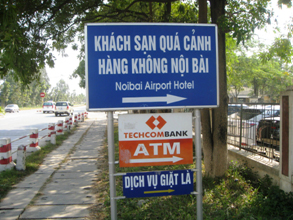 KHÁCH SẠN QUÁ CẢNH
HÀNG KHÔNG NỘI BÀI
Noibai Airport Hotel
TECHCOMBANK
ATM
DỊCH VỤ GIẶT LÀ